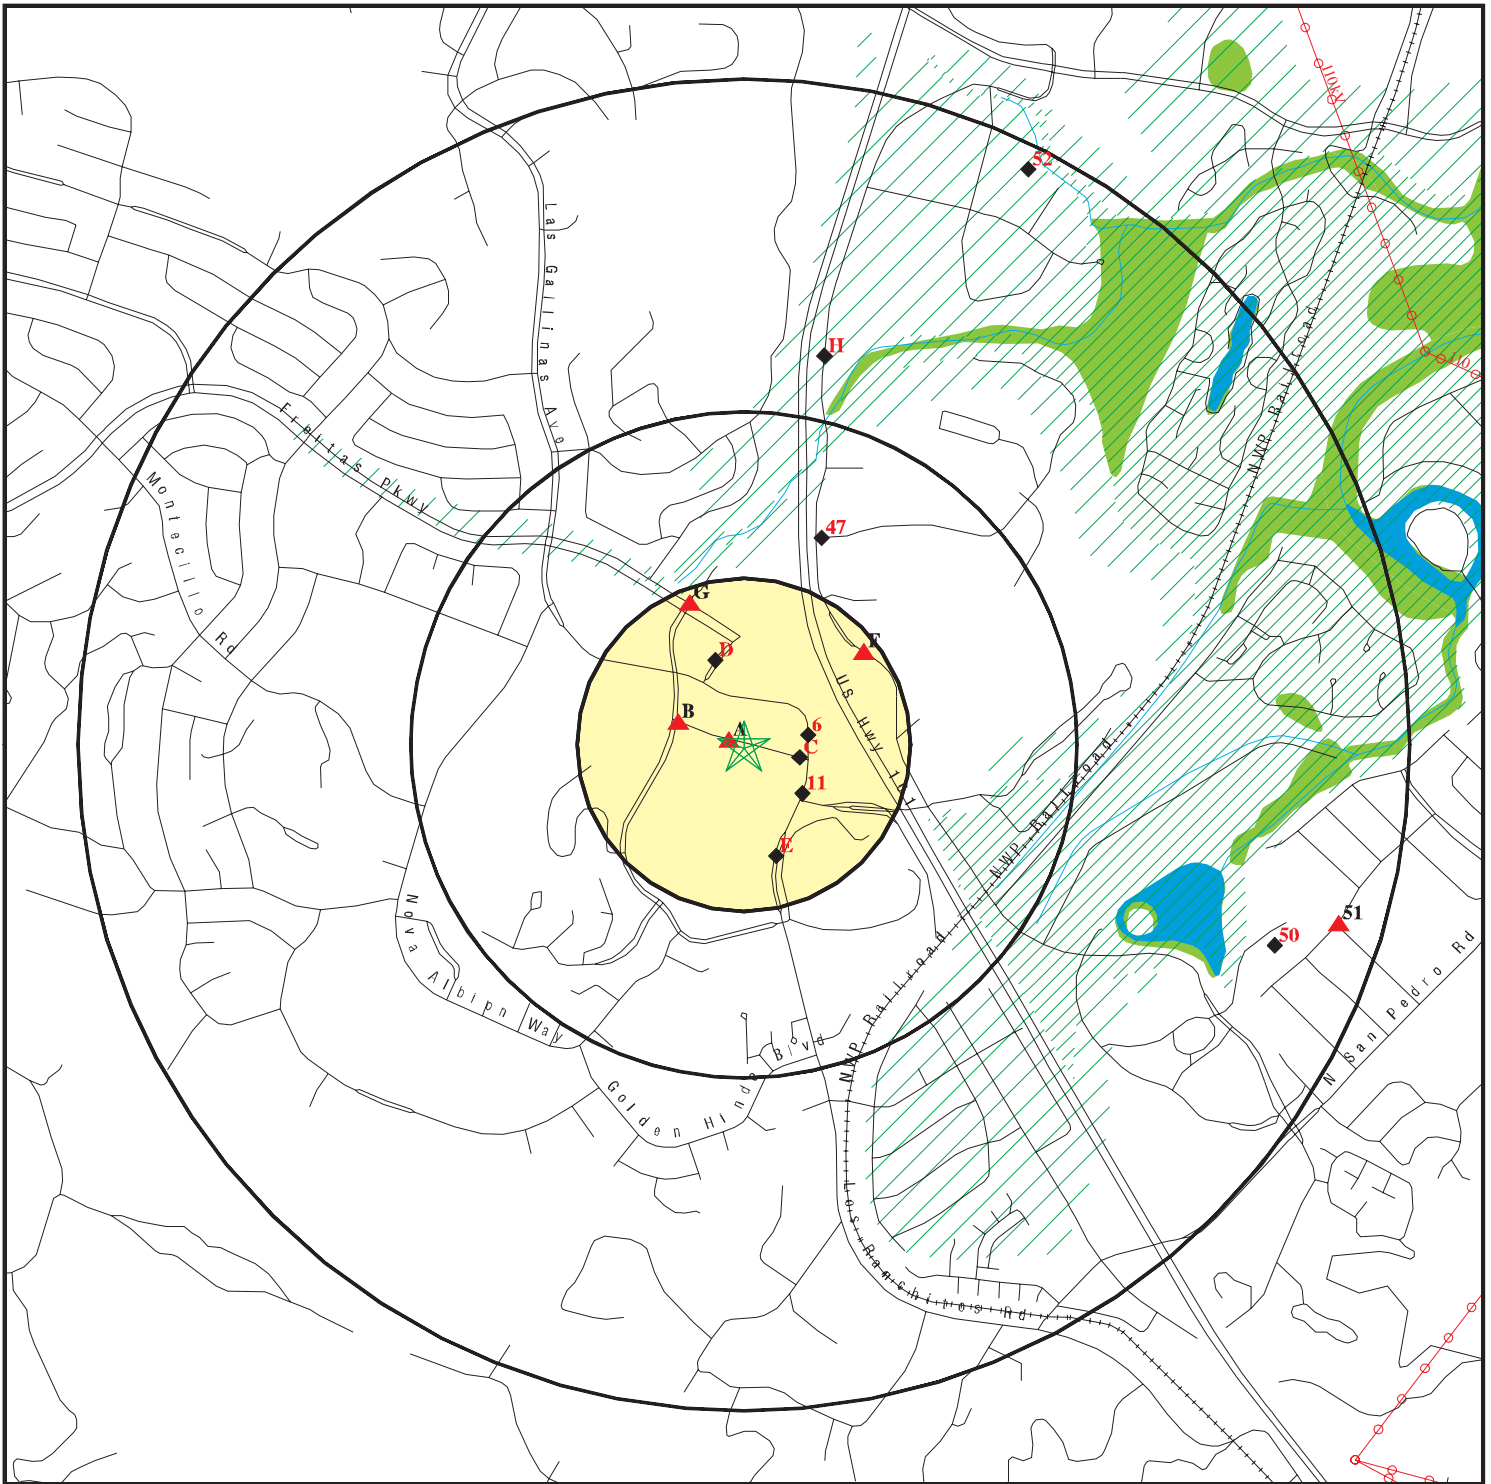 110kV
52
Las Gallinas Ave
H
110
NWP Railroad
Freitas Pkwy
Montecillo Rd
47
G
F
D
US Hwy 101
B
A
6
C
11
NWP Railroad
E
Nova Albion Way
51
50
NWP Railroad
N San Pedro Rd
Golden Hinde Blvd
Los Ranchitos Rd